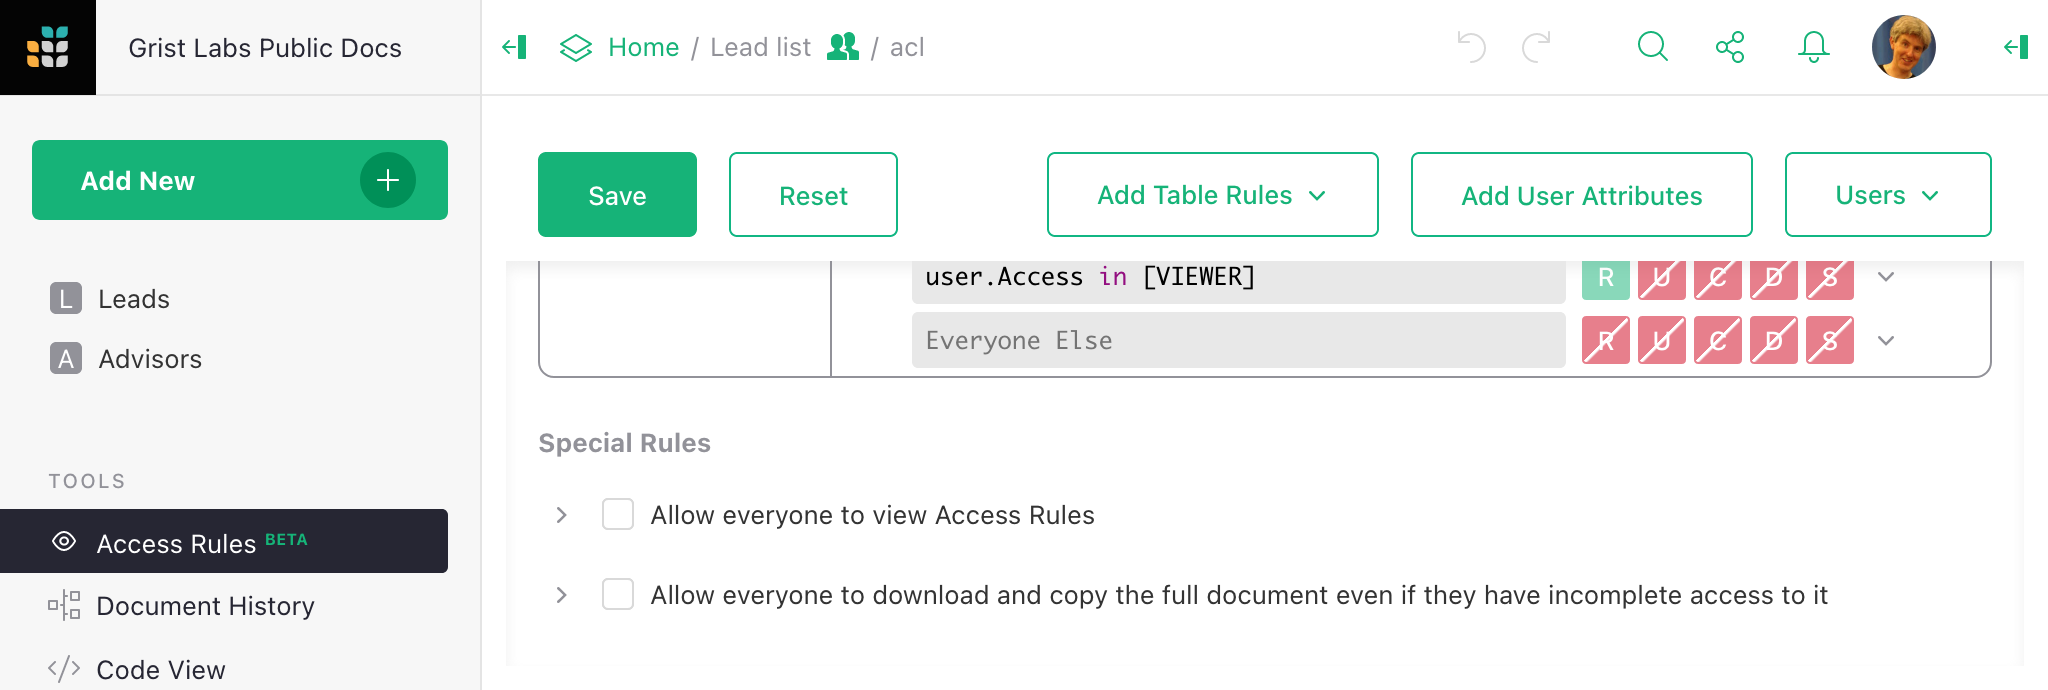 Grist Labs Public Docs
Home / Lead list / acl
Add New +
Save Reset Add Table Rules Add User Attributes Users
user.Access in [VIEWER] R U C D S
Everyone Else R U C D S
L Leads
A Advisors
Special Rules
TOOLS
Allow everyone to view Access Rules
Access Rules BETA
Allow everyone to download and copy the full document even if they have incomplete access to it
Document History
</> Code View